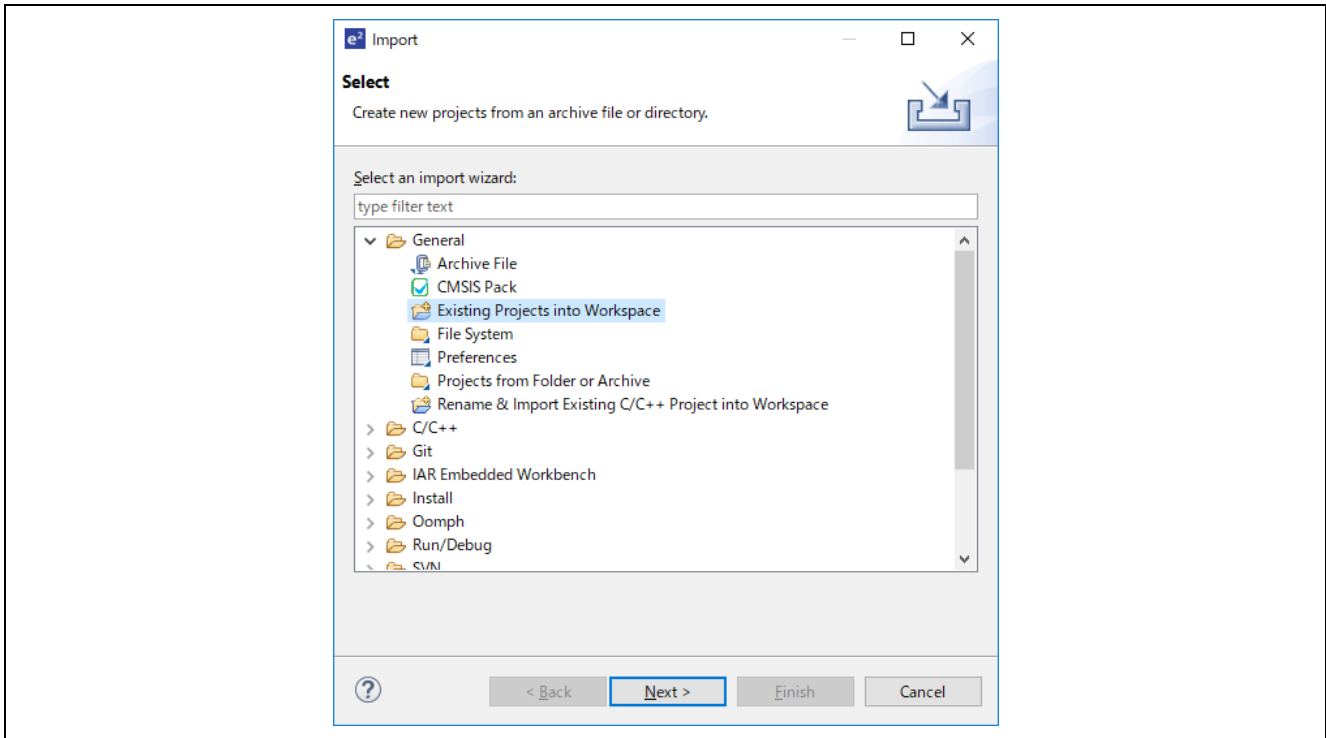 e² Import
Select
Create new projects from an archive file or directory.
Select an import wizard:
type filter text
General
Archive File
CMSIS Pack
Existing Projects into Workspace
File System
Preferences
Projects from Folder or Archive
Rename & Import Existing C/C++ Project into Workspace
C/C++
Git
IAR Embedded Workbench
Install
Oomph
Run/Debug
SVN
? < Back Next > Finish Cancel